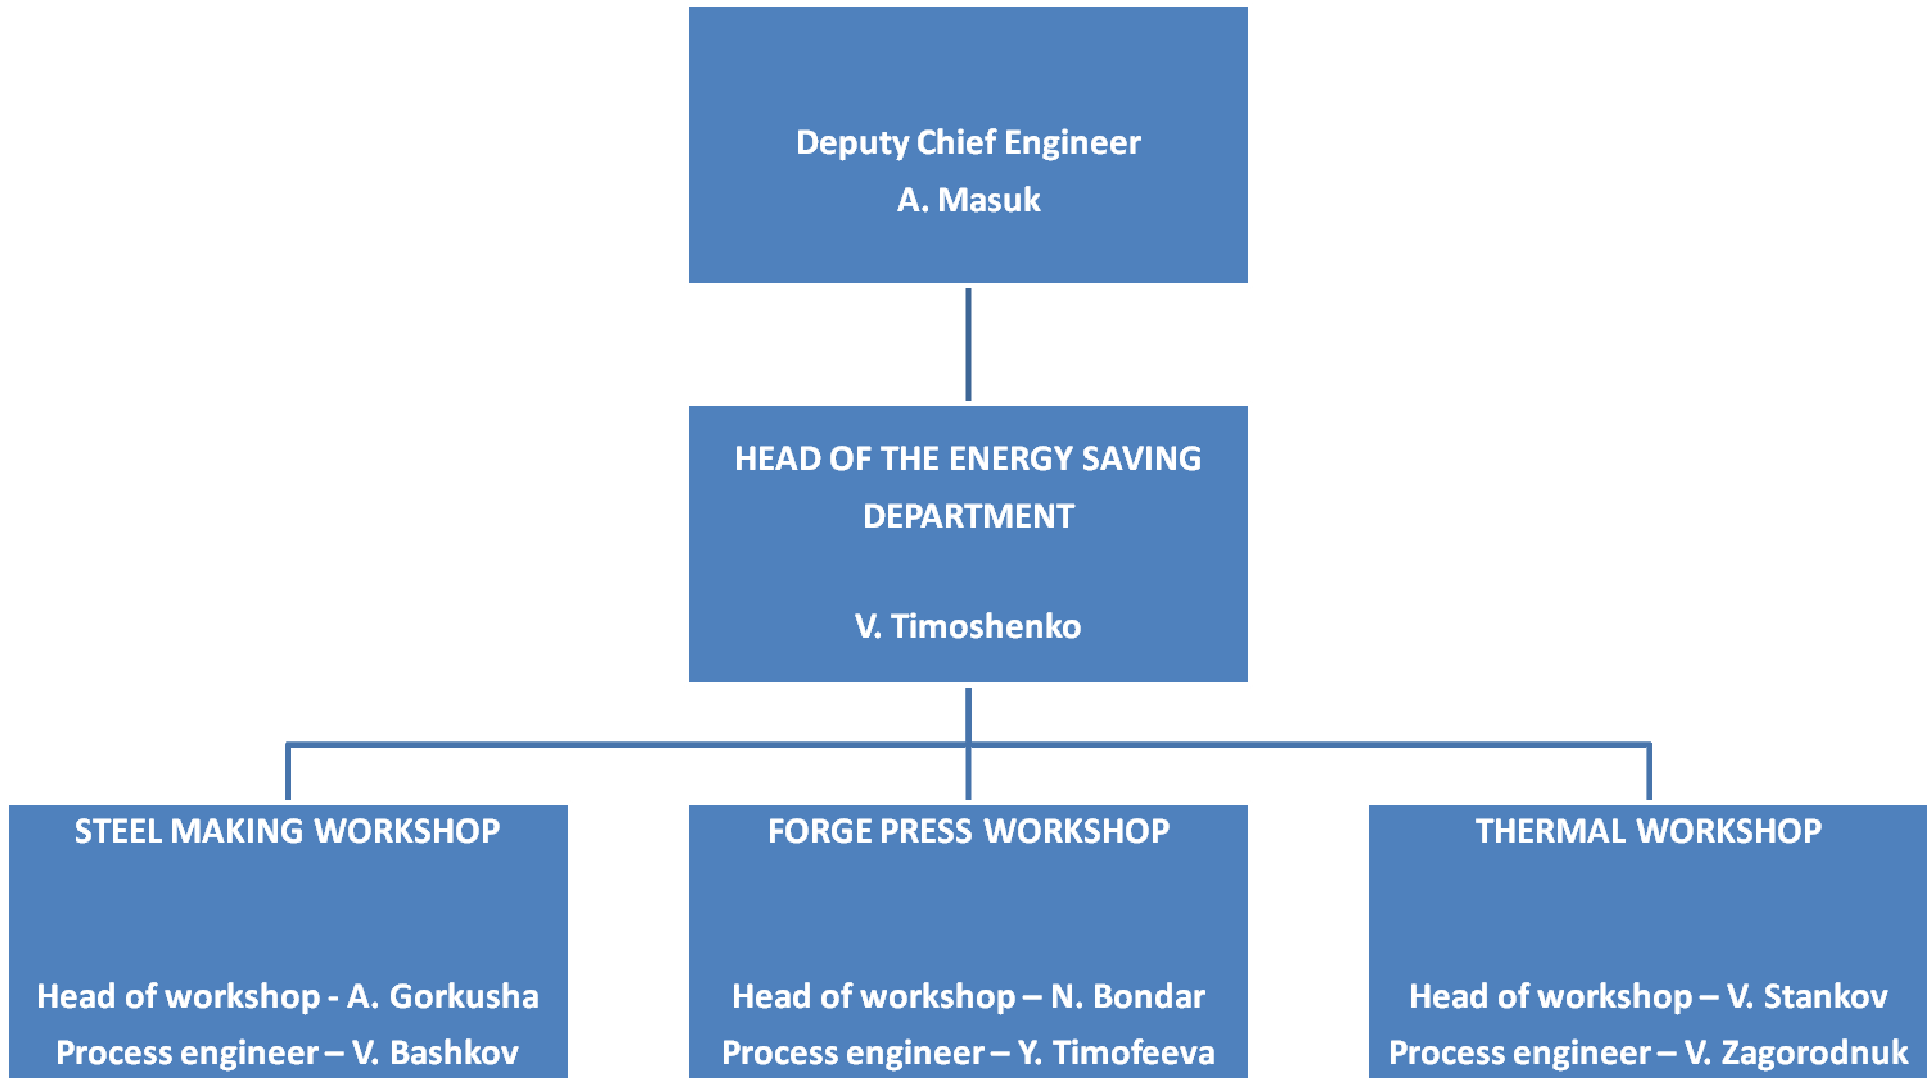 Deputy Chief Engineer
A. Masuk
HEAD OF THE ENERGY SAVING
DEPARTMENT
V. Timoshenko
STEEL MAKING WORKSHOP
Head of workshop - A. Gorkusha
Process engineer – V. Bashkov
FORGE PRESS WORKSHOP
Head of workshop – N. Bondar
Process engineer – Y. Timofeeva
THERMAL WORKSHOP
Head of workshop – V. Stankov
Process engineer – V. Zagorodnuk